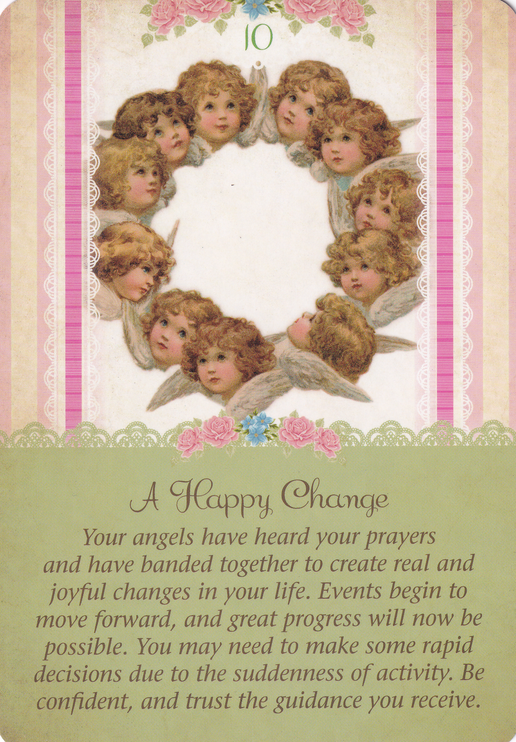 10
A Happy Change
Your angels have heard your prayers
and have banded together to create real and
joyful changes in your life. Events begin to
move forward, and great progress will now be
possible. You may need to make some rapid
decisions due to the suddenness of activity. Be
confident, and trust the guidance you receive.